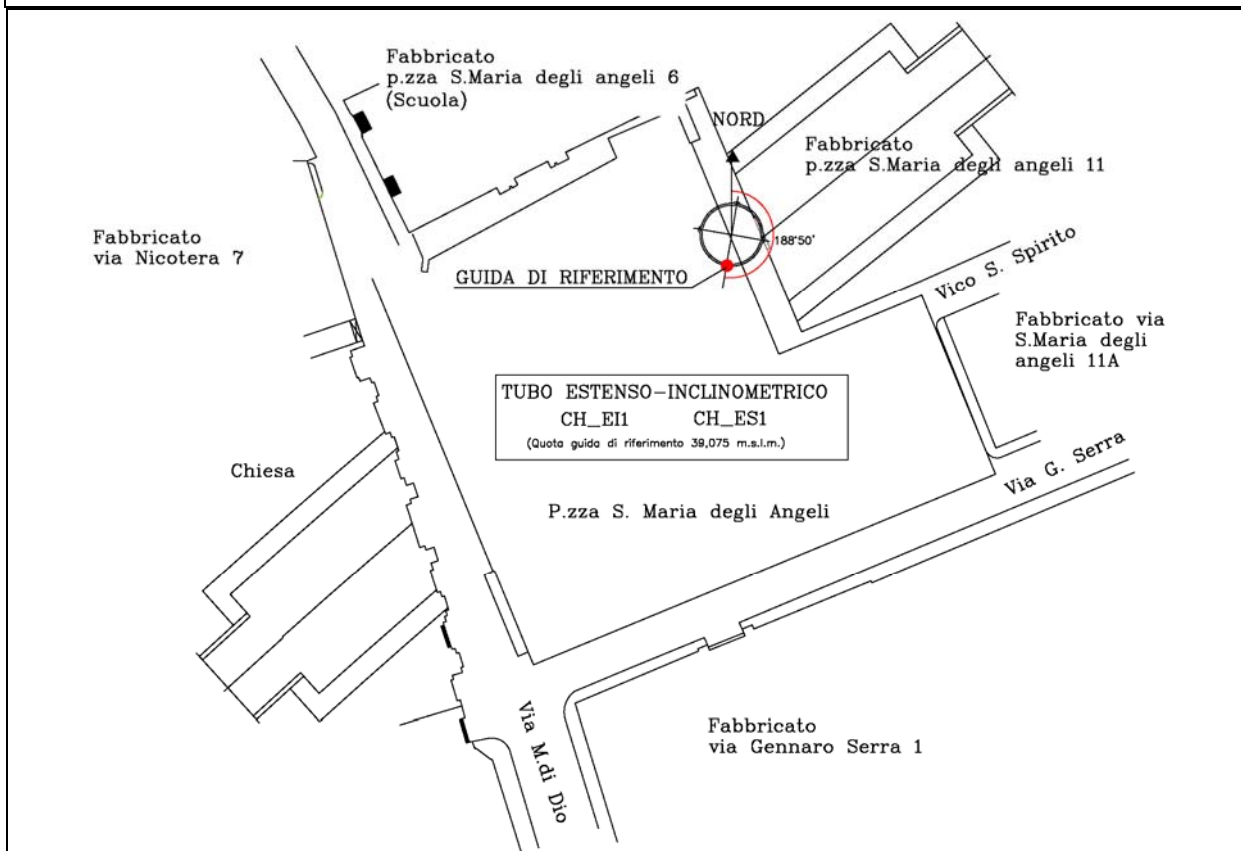 Fabbricato
p.zza S.Maria degli angeli 6
(Scuola)
NORD
Fabbricato
p.zza S.Maria degli angeli 11
188°50'
Fabbricato
via Nicotera 7
GUIDA DI RIFERIMENTO
Vico S. Spirito
Fabbricato via
S.Maria degli
angeli 11A
TUBO ESTENSO-INCLINOMETRICO
CH_EI1 CH_ES1
(Quota guida di riferimento 39,075 m.s.l.m.)
Chiesa
Via G. Serra
P.zza S. Maria degli Angeli
Via M.di Dio
Fabbricato
via Gennaro Serra 1